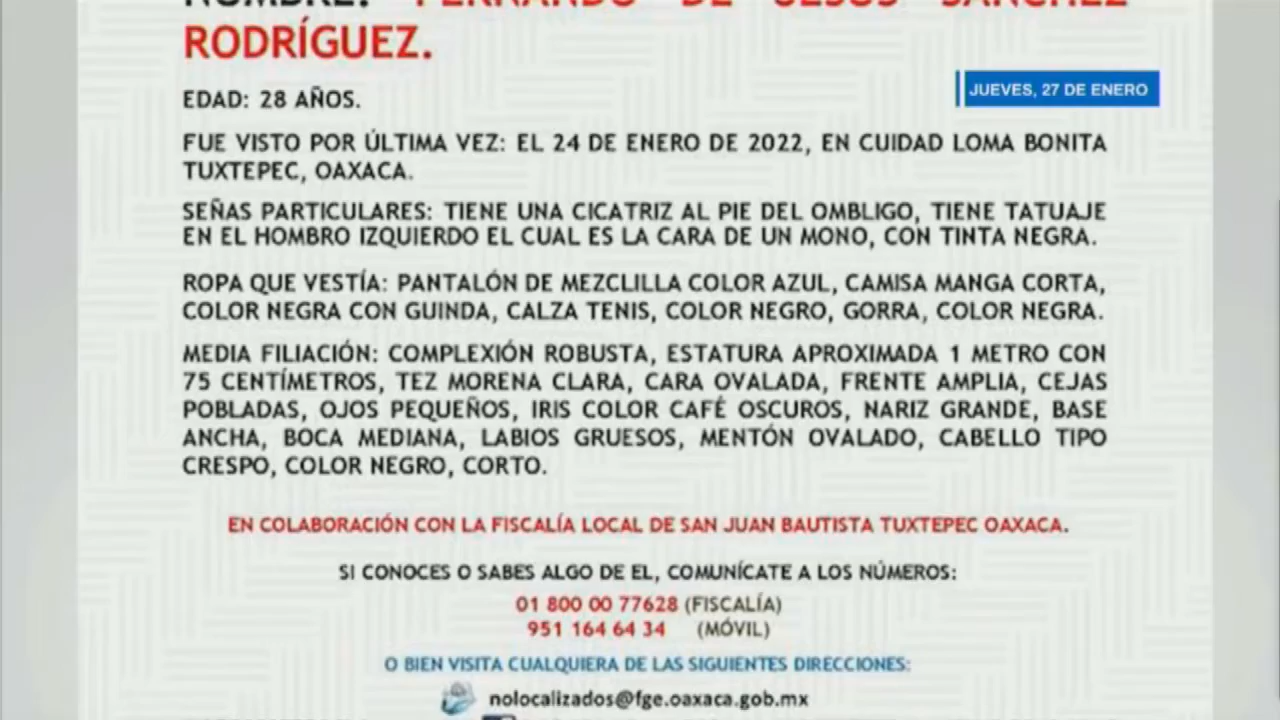 NOMBRE: FERNANDO DE JESÚS SÁNCHEZ
RODRÍGUEZ.
EDAD: 28 AÑOS.
JUEVES, 27 DE ENERO
FUE VISTO POR ÚLTIMA VEZ: EL 24 DE ENERO DE 2022, EN CUIDAD LOMA BONITA
TUXTEPEC, OAXACA.
SEÑAS PARTICULARES: TIENE UNA CICATRIZ AL PIE DEL OMBLIGO, TIENE TATUAJE
EN EL HOMBRO IZQUIERDO EL CUAL ES LA CARA DE UN MONO, CON TINTA NEGRA.
ROPA QUE VESTÍA: PANTALÓN DE MEZCLILLA COLOR AZUL, CAMISA MANGA CORTA,
COLOR NEGRA CON GUINDA, CALZA TENIS, COLOR NEGRO, GORRA, COLOR NEGRA.
MEDIA FILIACIÓN: COMPLEXIÓN ROBUSTA, ESTATURA APROXIMADA 1 METRO CON
75 CENTÍMETROS, TEZ MORENA CLARA, CARA OVALADA, FRENTE AMPLIA, CEJAS
POBLADAS, OJOS PEQUEÑOS, IRIS COLOR CAFÉ OSCUROS, NARIZ GRANDE, BASE
ANCHA, BOCA MEDIANA, LABIOS GRUESOS, MENTÓN OVALADO, CABELLO TIPO
CRESPO, COLOR NEGRO, CORTO.
EN COLABORACIÓN CON LA FISCALÍA LOCAL DE SAN JUAN BAUTISTA TUXTEPEC OAXACA.
SI CONOCES O SABES ALGO DE EL, COMUNÍCATE A LOS NÚMEROS:
01 800 00 77628 (FISCALÍA)
951 164 64 34 (MÓVIL)
O BIEN VISITA CUALQUIERA DE LAS SIGUIENTES DIRECCIONES:
nolocalizados@fge.oaxaca.gob.mx